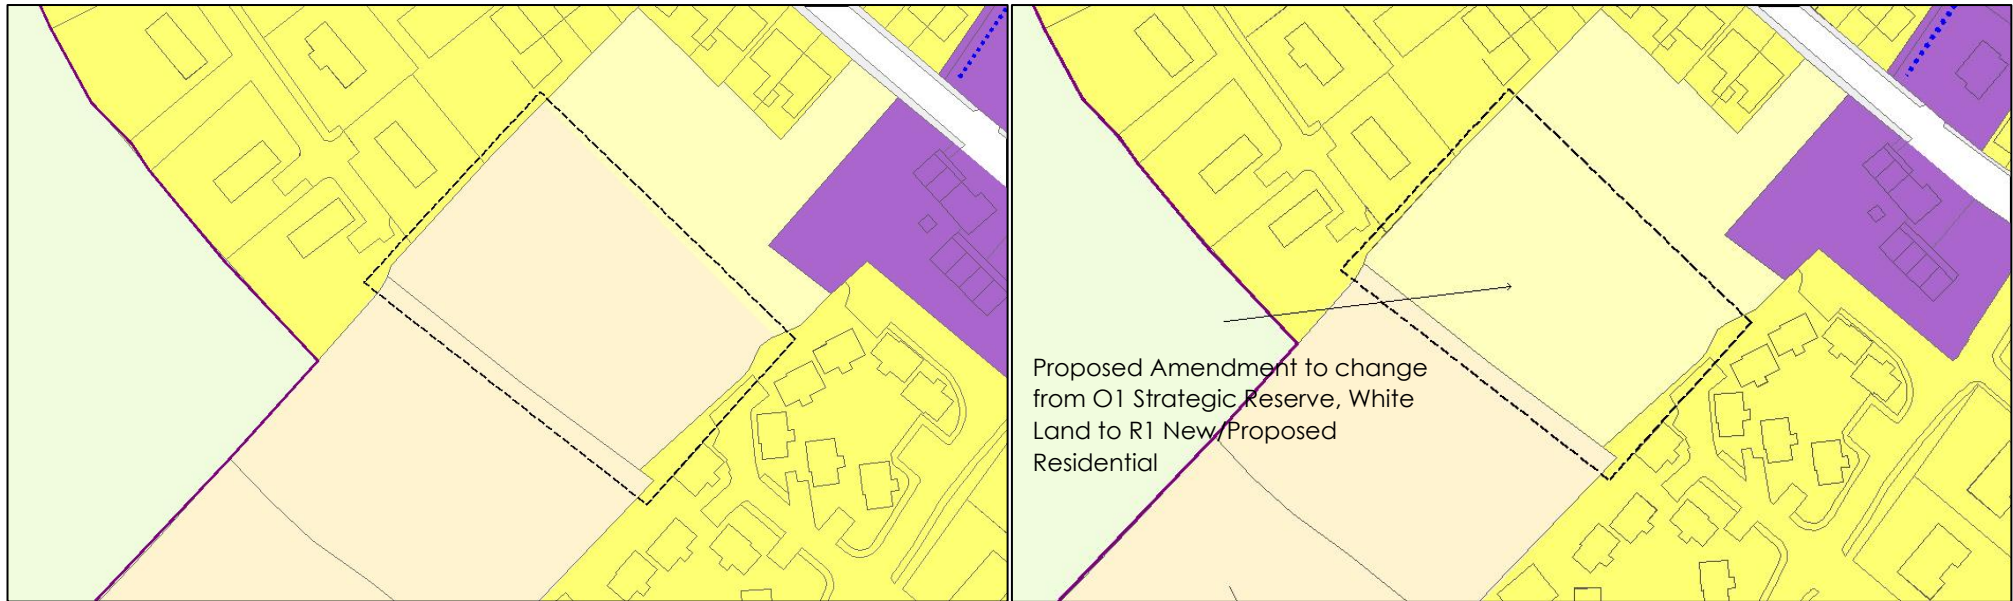 Proposed Amendment to change
from O1 Strategic Reserve, White
Land to R1 New/Proposed
Residential